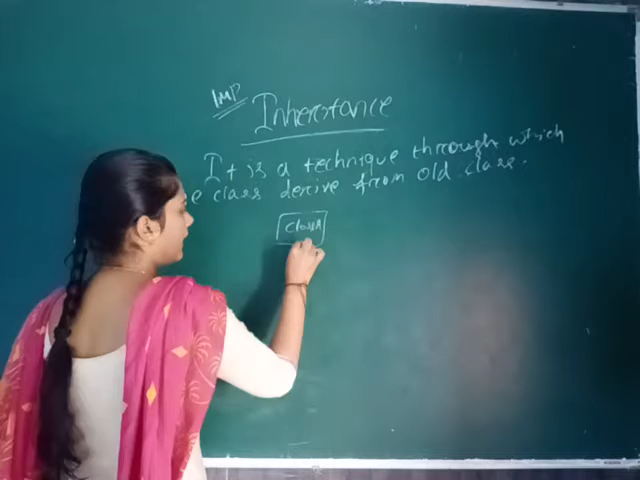 IMP
Inheritance
It is a technique through which
e class derive from old class.
class A